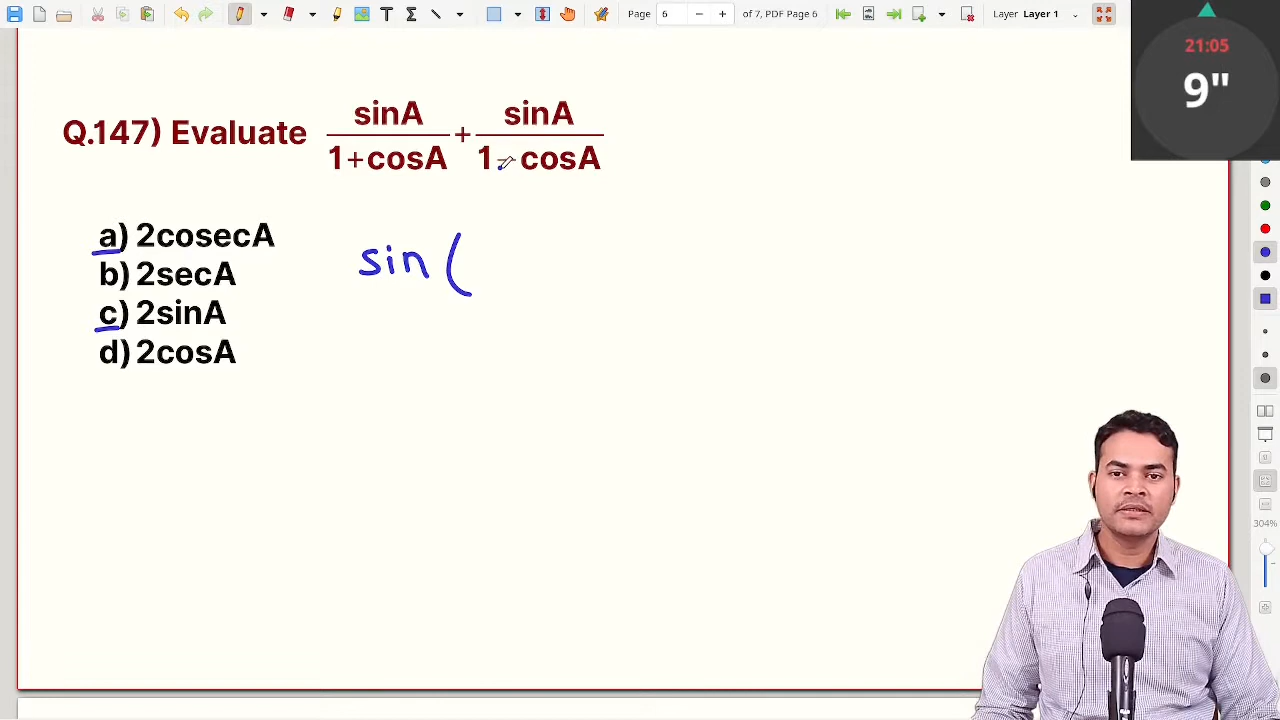 Page 6 - + of 7 PDF Page 6 Layer Layer 1
21:05
9"
Q.147) Evaluate sinA/1+cosA + sinA/1-cosA
a) 2cosecA
b) 2secA
c) 2sinA
d) 2cosA
sin (
304%